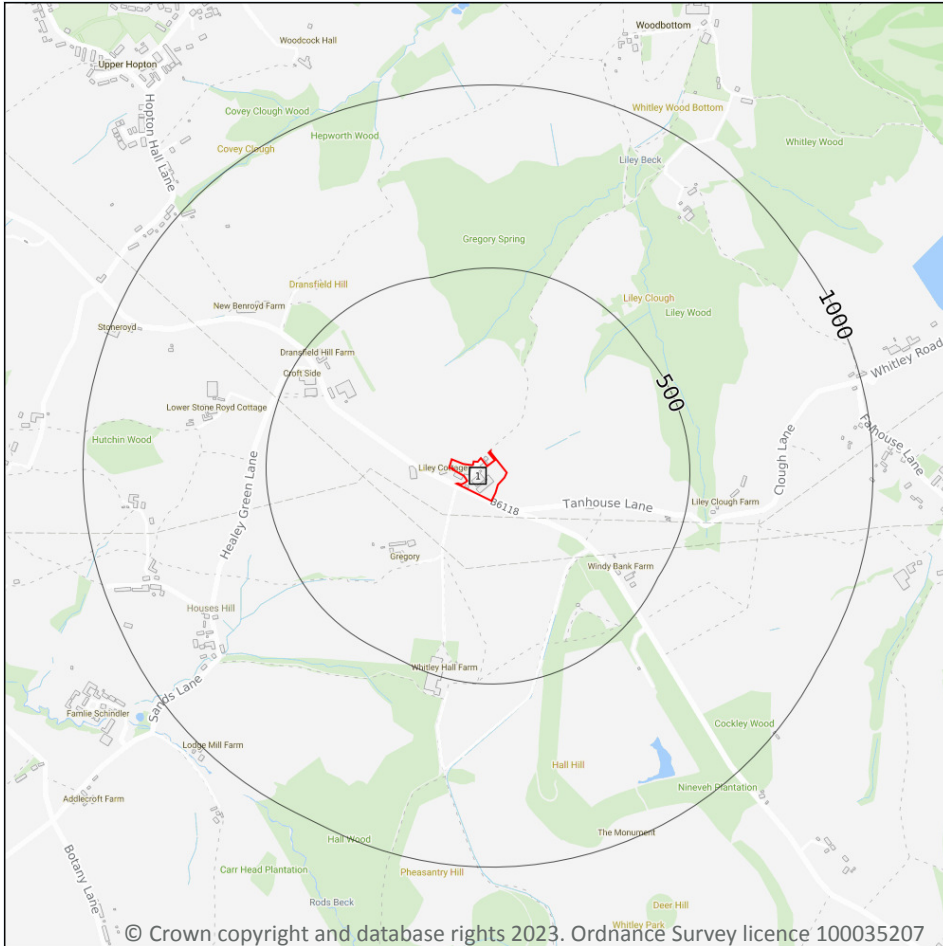 Woodcock Hall
Woodbottom
Upper Hopton
Hopton Hall Lane
Covey Clough Wood
Hepworth Wood
Covey Clough
Whitley Wood Bottom
Whitley Wood
Liley Beck
Gregory Spring
Dransfield Hill
Liley Clough
Liley Wood
1000
New Benroyd Farm
Stoneroyd
Dransfield Hill Farm
Croft Side
Whitley Road
500
Lower Stone Royd Cottage
Hutchin Wood
Falhouse Lane
Clough Lane
Healey Green Lane
Liley Cottage
1
B6118
Tanhouse Lane
Liley Clough Farm
Gregory
Windy Bank Farm
Houses Hill
Whitley Hall Farm
Sands Lane
Famlie Schindler
Cockley Wood
Lodge Mill Farm
Hall Hill
Nineveh Plantation
Addlecroft Farm
The Monument
Hall Wood
Botany Lane
Carr Head Plantation
Pheasantry Hill
Rods Beck
Deer Hill
Whitley Park
© Crown copyright and database rights 2023. Ordnance Survey licence 100035207